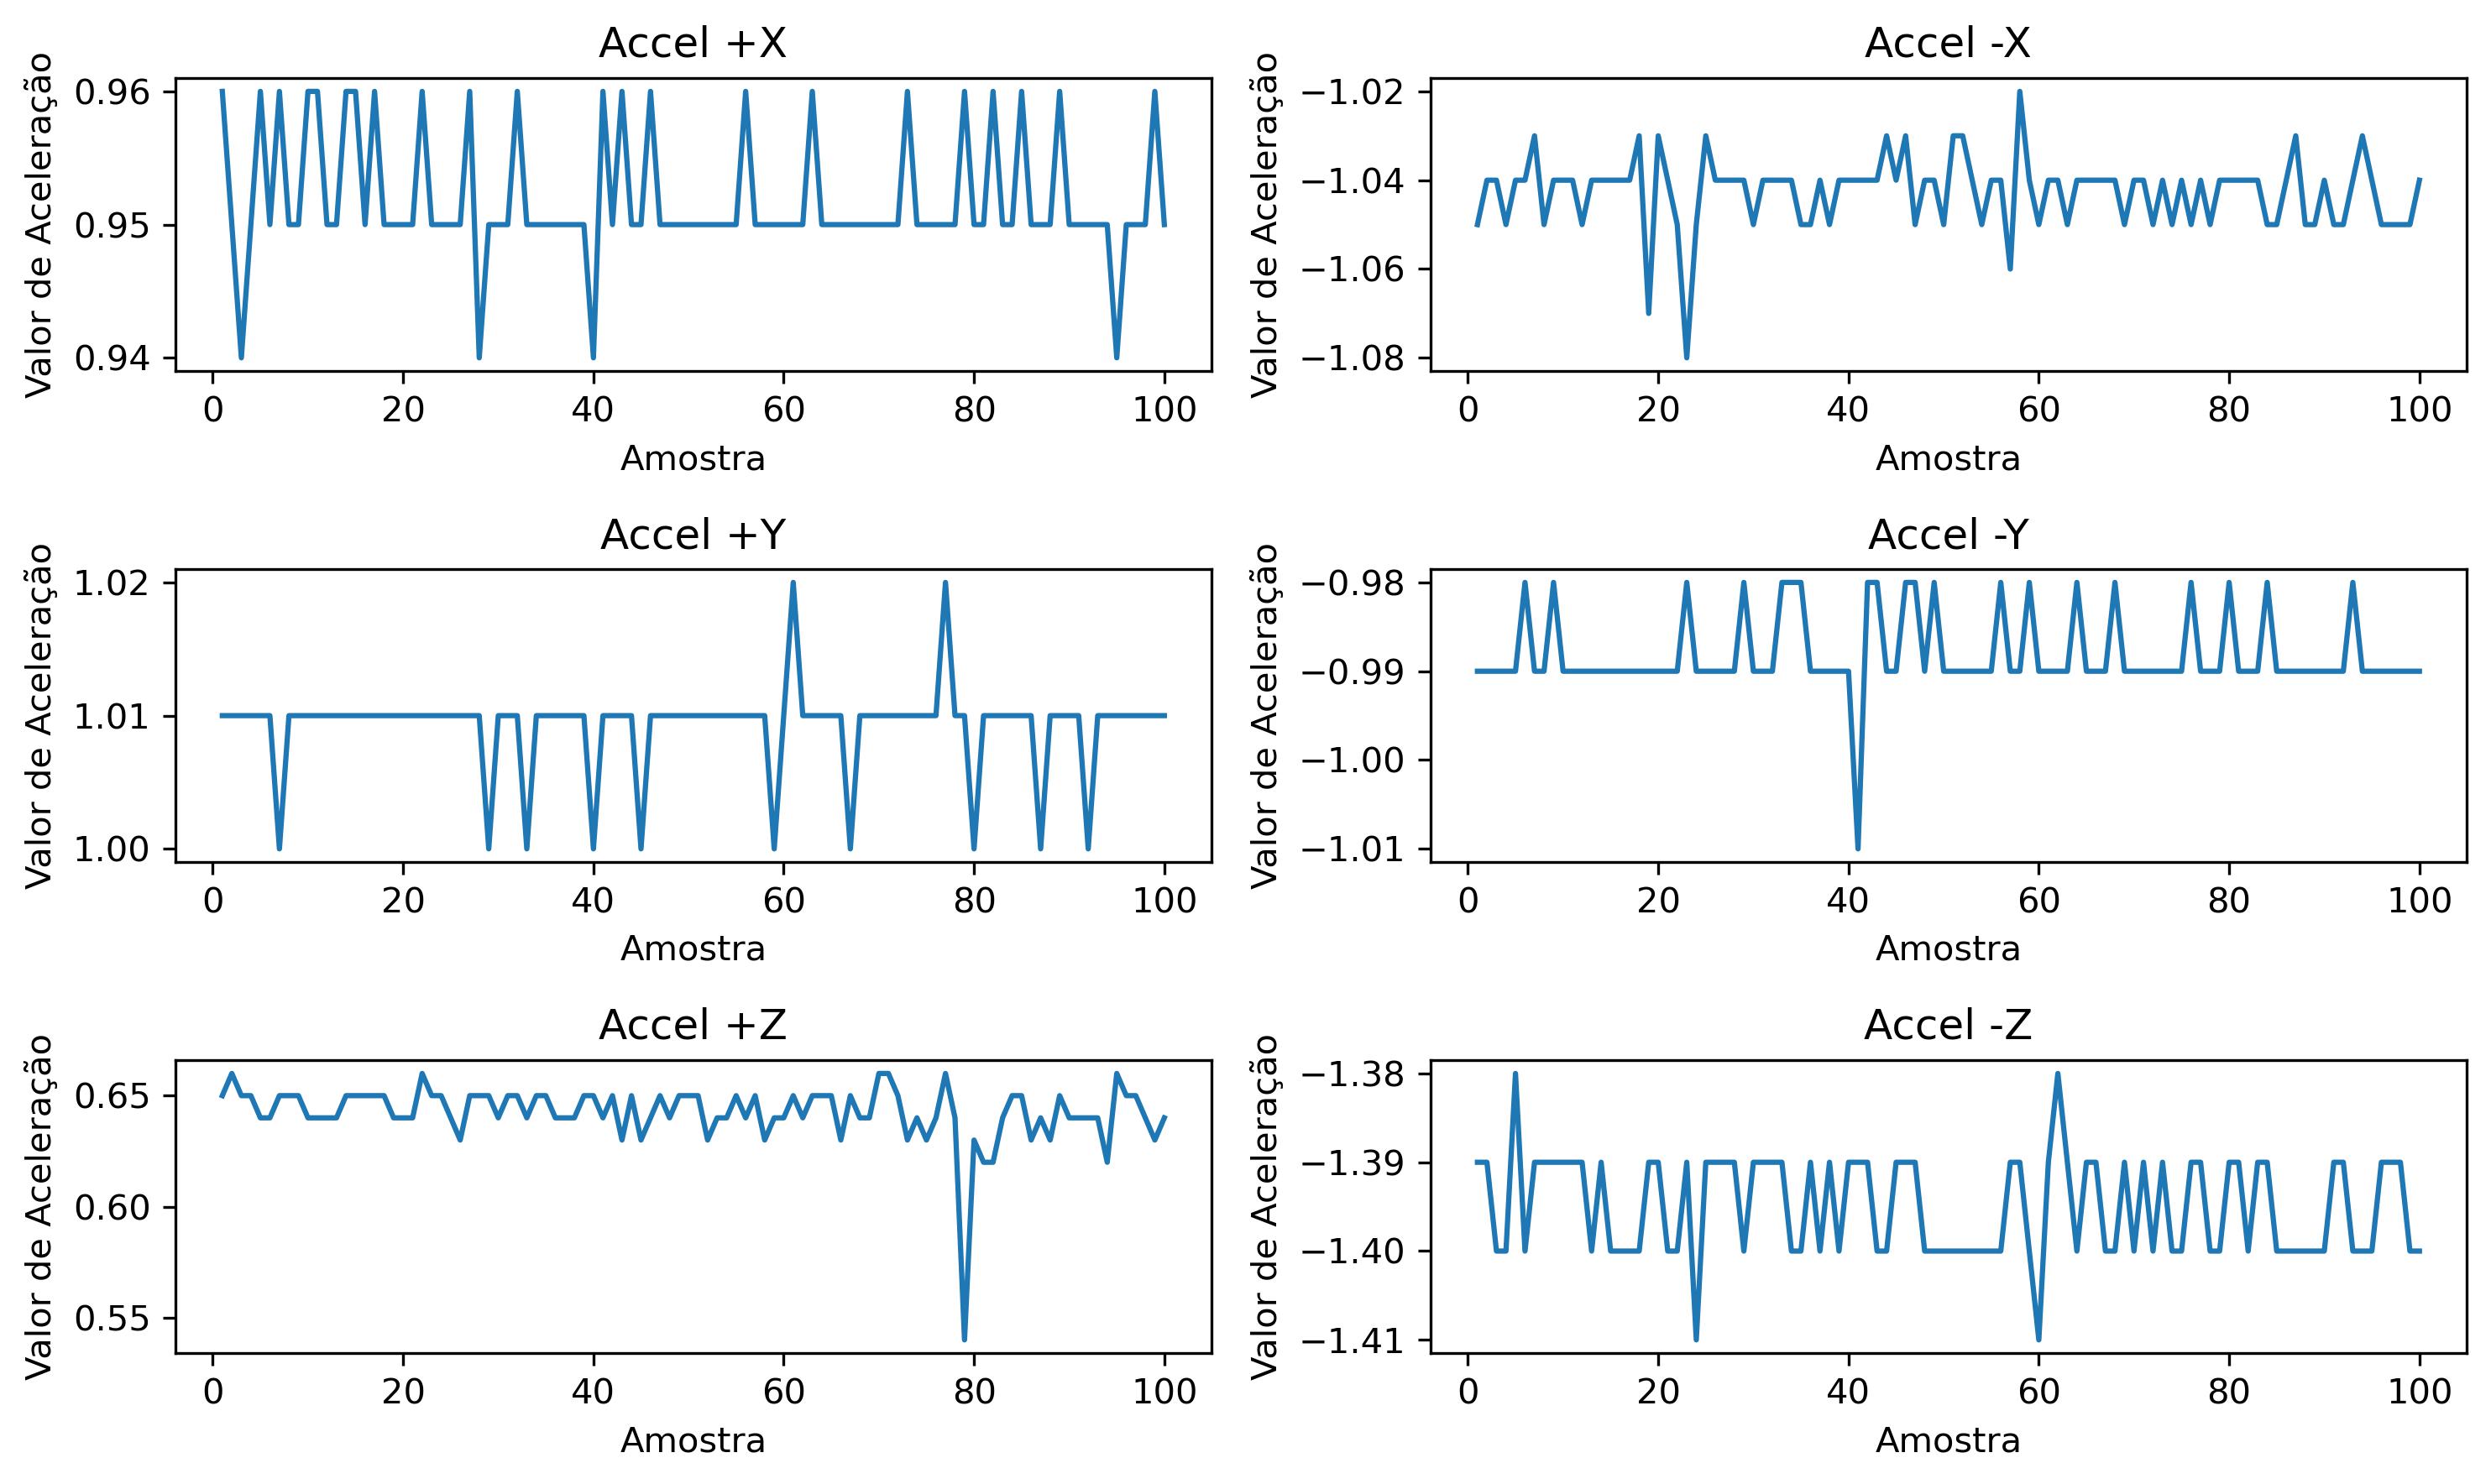 Accel +X
Valor de Aceleração
0.96
0.95
0.94
0 20 40 60 80 100
Amostra
Accel -X
Valor de Aceleração
−1.02
−1.04
−1.06
−1.08
0 20 40 60 80 100
Amostra
Accel +Y
Valor de Aceleração
1.02
1.01
1.00
0 20 40 60 80 100
Amostra
Accel -Y
Valor de Aceleração
−0.98
−0.99
−1.00
−1.01
0 20 40 60 80 100
Amostra
Accel +Z
Valor de Aceleração
0.65
0.60
0.55
0 20 40 60 80 100
Amostra
Accel -Z
Valor de Aceleração
−1.38
−1.39
−1.40
−1.41
0 20 40 60 80 100
Amostra